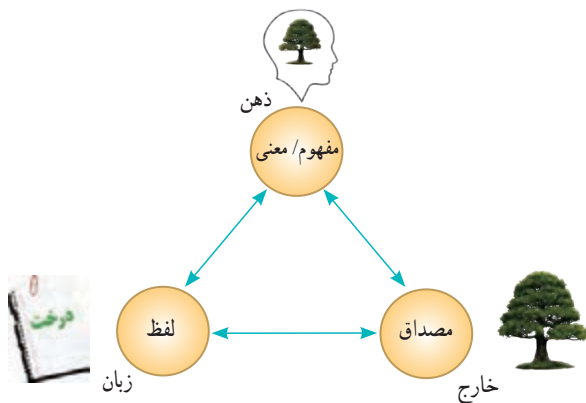 ذهن
مفهوم/ معنی
مصداق
لفظ
درخت
خارج
زبان